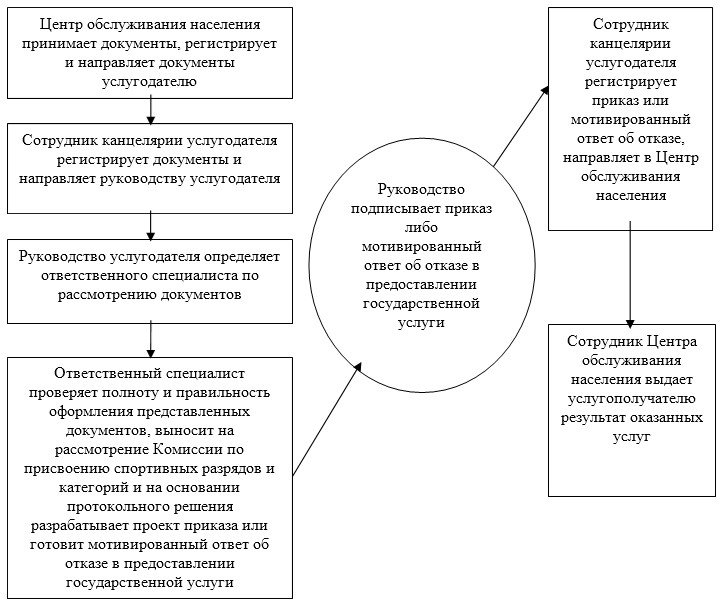 Центр обслуживания населения
принимает документы, регистрирует
и направляет документы
услугодателю
Сотрудник канцелярии услугодателя
регистрирует документы и
направляет руководству услугодателя
Руководство услугодателя определяет
ответственного специалиста по
рассмотрению документов
Ответственный специалист
проверяет полноту и правильность
оформления представленных
документов, выносит на
рассмотрение Комиссии по
присвоению спортивных разрядов и
категорий и на основании
протокольного решения
разрабатывает проект приказа или
готовит мотивированный ответ об
отказе в предоставлении
государственной услуги
Руководство
подписывает приказ
либо
мотивированный
ответ об отказе в
предоставлении
государственной
услуги
Сотрудник
канцелярии
услугодателя
регистрирует
приказ или
мотивированный
ответ об отказе,
направляет в Центр
обслуживания
населения
Сотрудник Центра
обслуживания
населения выдает
услугополучателю
результат оказанных
услуг